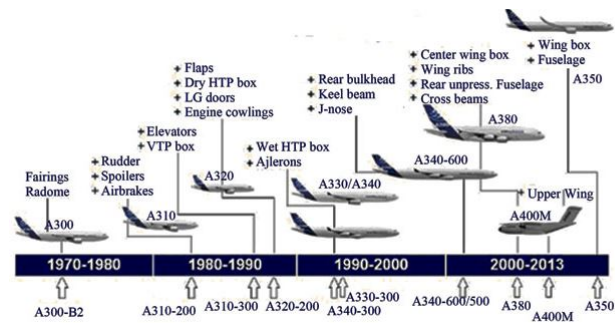 Fairings
Radome
A300
+ Rudder
+ Spoilers
+ Airbrakes
A310
+ Elevators
+ VTP box
+ Flaps
+ Dry HTP box
+ LG doors
+ Engine cowlings
A320
+ Wet HTP box
+ Ajlerons
A330/A340
+ Rear bulkhead
+ Keel beam
+ J-nose
A340-600
+ Center wing box
+ Wing ribs
+ Rear unpress. Fuselage
+ Cross beams
A380
+ Upper Wing
A400M
+ Wing box
+ Fuselage
A350
1970-1980
1980-1990
1990-2000
2000-2013
A300-B2
A310-200
A310-300
A320-200
A330-300
A340-300
A340-600/500
A380
A400M
A350